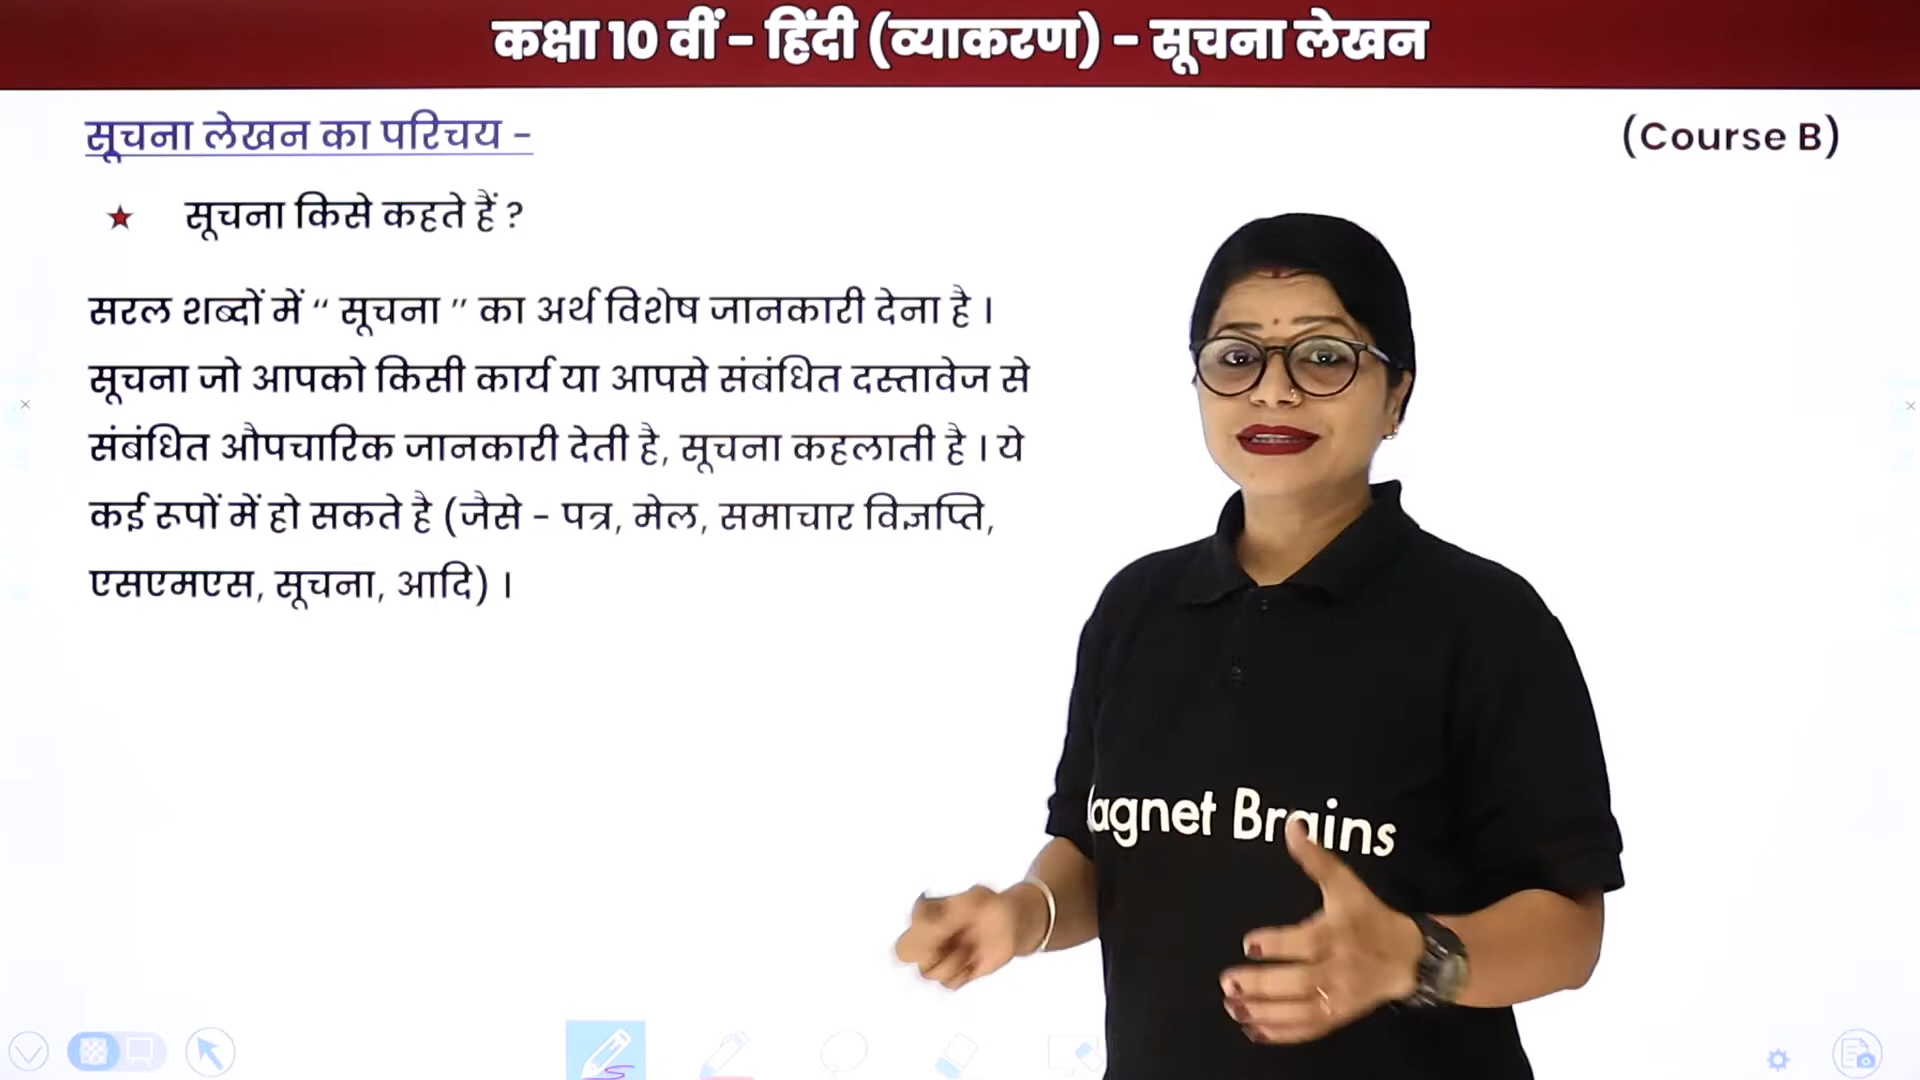 कक्षा 10 वीं - हिंदी (व्याकरण) - सूचना लेखन
सूचना लेखन का परिचय -
(Course B)
★ सूचना किसे कहते हैं ?
सरल शब्दों में “ सूचना ” का अर्थ विशेष जानकारी देना है ।
सूचना जो आपको किसी कार्य या आपसे संबंधित दस्तावेज से
संबंधित औपचारिक जानकारी देती है, सूचना कहलाती है । ये
कई रूपों में हो सकते है (जैसे - पत्र, मेल, समाचार विज्ञप्ति,
एसएमएस, सूचना, आदि) ।
agnet Brains